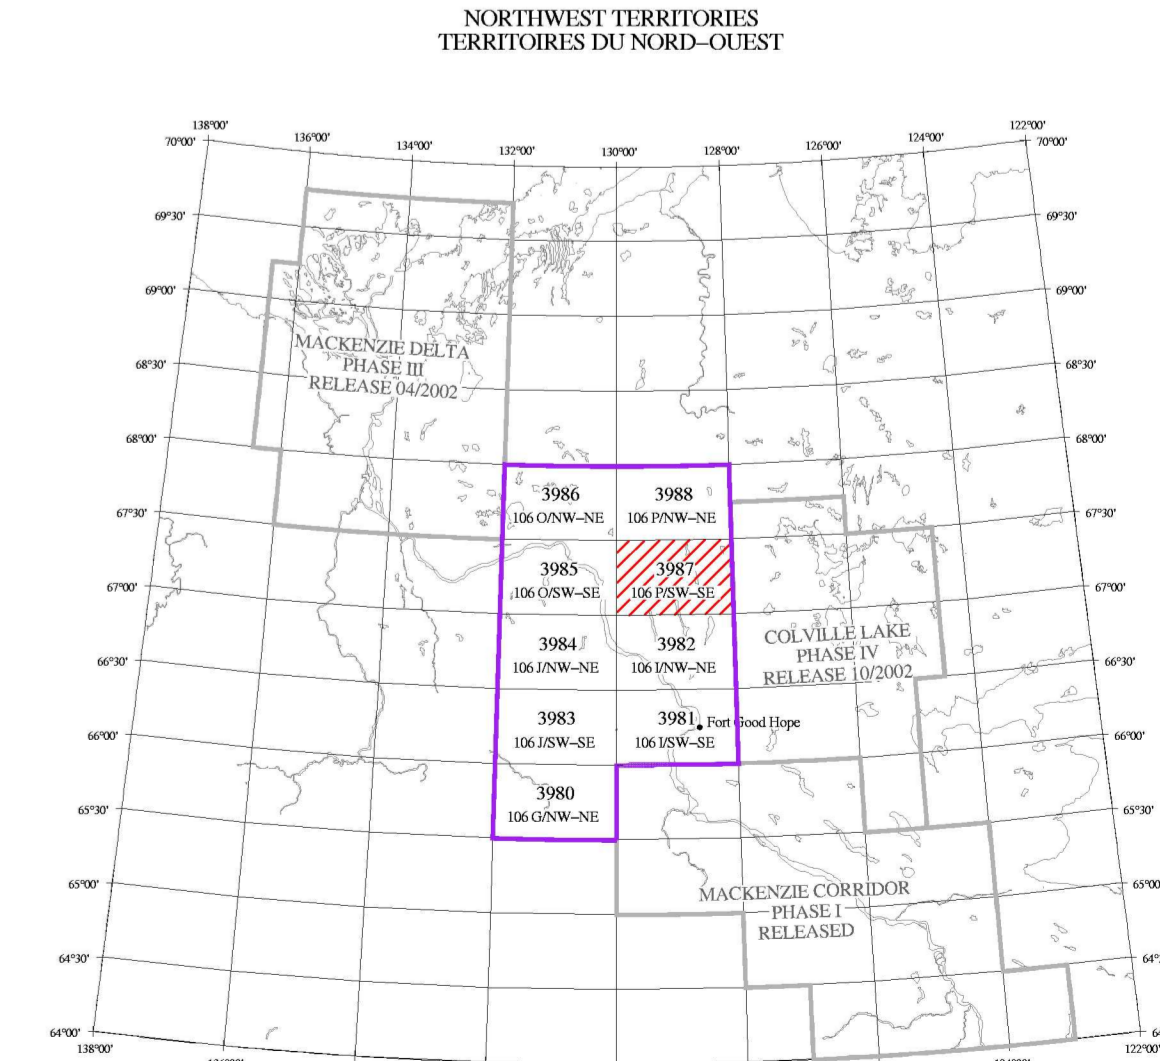 NORTHWEST TERRITORIES
TERRITOIRES DU NORD–OUEST
138°00'
136°00'
134°00'
132°00'
130°00'
128°00'
126°00'
124°00'
122°00'
70°00'
70°00'
69°30'
69°30'
69°00'
69°00'
MACKENZIE DELTA
PHASE III
RELEASE 04/2002
68°30'
68°30'
68°00'
68°00'
3986
106 O/NW–NE
3988
106 P/NW–NE
67°30'
67°30'
3985
106 O/SW–SE
3987
106 P/SW–SE
67°00'
67°00'
3984
106 J/NW–NE
3982
106 I/NW–NE
COLVILLE LAKE
PHASE IV
RELEASE 10/2002
66°30'
66°30'
3983
106 J/SW–SE
3981
106 I/SW–SE
Fort Good Hope
66°00'
66°00'
3980
106 G/NW–NE
65°30'
65°30'
65°00'
65°00'
MACKENZIE CORRIDOR
PHASE I
RELEASED
64°30'
64°
64°00'
64°00'
138°00'
122°00'